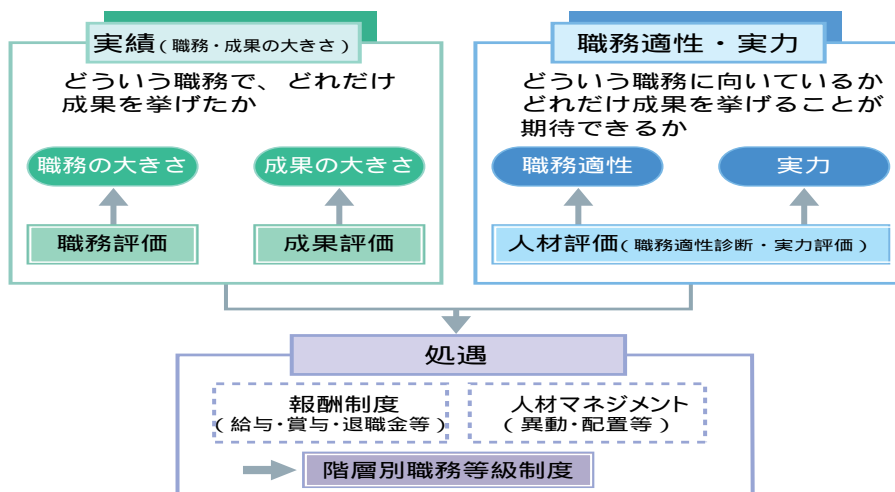 実績(職務・成果の大きさ)
どういう職務で、どれだけ
成果を挙げたか
職務の大きさ
成果の大きさ
職務評価
成果評価
職務適性・実力
どういう職務に向いているか
どれだけ成果を挙げることが
期待できるか
職務適性
実力
人材評価(職務適性診断・実力評価)
処遇
報酬制度
(給与・賞与・退職金等)
人材マネジメント
(異動・配置等)
階層別職務等級制度